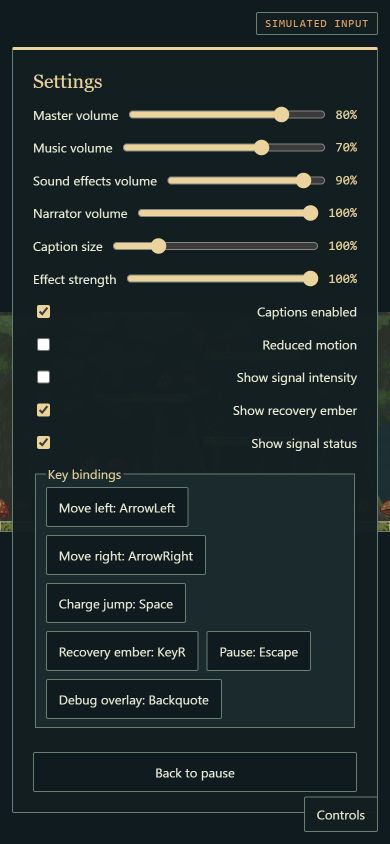 SIMULATED INPUT
Settings
Master volume 80%
Music volume 70%
Sound effects volume 90%
Narrator volume 100%
Caption size 100%
Effect strength 100%
Captions enabled
Reduced motion
Show signal intensity
Show recovery ember
Show signal status
Key bindings
Move left: ArrowLeft
Move right: ArrowRight
Charge jump: Space
Recovery ember: KeyR Pause: Escape
Debug overlay: Backquote
Back to pause
Controls